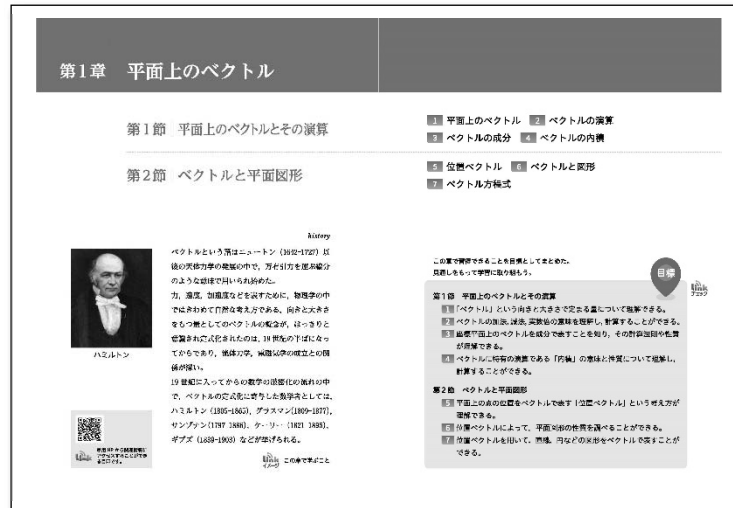 第1章 平面上のベクトル
第1節 平面上のベクトルとその演算
1 平面上のベクトル 2 ベクトルの演算
3 ベクトルの成分 4 ベクトルの内積
第2節 ベクトルと平面図形
5 位置ベクトル 6 ベクトルと図形
7 ベクトル方程式
history
ベクトルという語はニュートン (1642-1727) 以
後の天体力学の発展の中で、万有引力を運ぶ線分
のような意味で用いられ始めた。
力、速度、加速度などを表すために、物理学の中
ではきわめて自然な考え方である、向きと大きさ
をもつ量としてのベクトルの概念が、はっきりと
意識され定式化されたのは、19世紀の半ばになっ
てからであり、流体力学、電磁気学の成立との関
係が深い。
19世紀に入ってからの数学の厳密化の流れの中
で、ベクトルの定式化に寄与した数学者としては、
ハミルトン (1805-1865)、グラスマン(1809-1877)、
サンヴナン(1797-1886)、ケーリー (1821-1895)、
ギブズ (1839-1903) などが挙げられる。
ハミルトン
Link
イメージ この章で学ぶこと
この章で習得できることを目標としてまとめた。
見通しをもって学習に取り組もう。
目標
Link
第1節 平面上のベクトルとその演算
1 「ベクトル」という向きと大きさで定まる量について理解できる。
2 ベクトルの加法、減法、実数倍の意味を理解し、計算することができる。
3 座標平面上のベクトルを成分で表すことを知り、その計算法則や性質
が理解できる。
4 ベクトルに特有の演算である「内積」の意味と性質について理解し、
計算することができる。
第2節 ベクトルと平面図形
5 平面上の点の位置をベクトルで表す「位置ベクトル」という考え方が
理解できる。
6 位置ベクトルによって、平面図形の性質を調べることができる。
7 位置ベクトルを用いて、直線、円などの図形をベクトルで表すことが
できる。